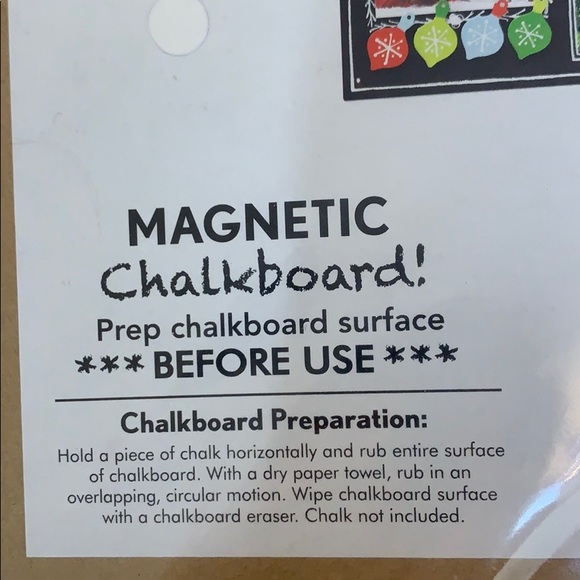 MAGNETIC
Chalkboard!
Prep chalkboard surface
*** BEFORE USE ***
Chalkboard Preparation:
Hold a piece of chalk horizontally and rub entire surface
of chalkboard. With a dry paper towel, rub in an
overlapping, circular motion. Wipe chalkboard surface
with a chalkboard eraser. Chalk not included.